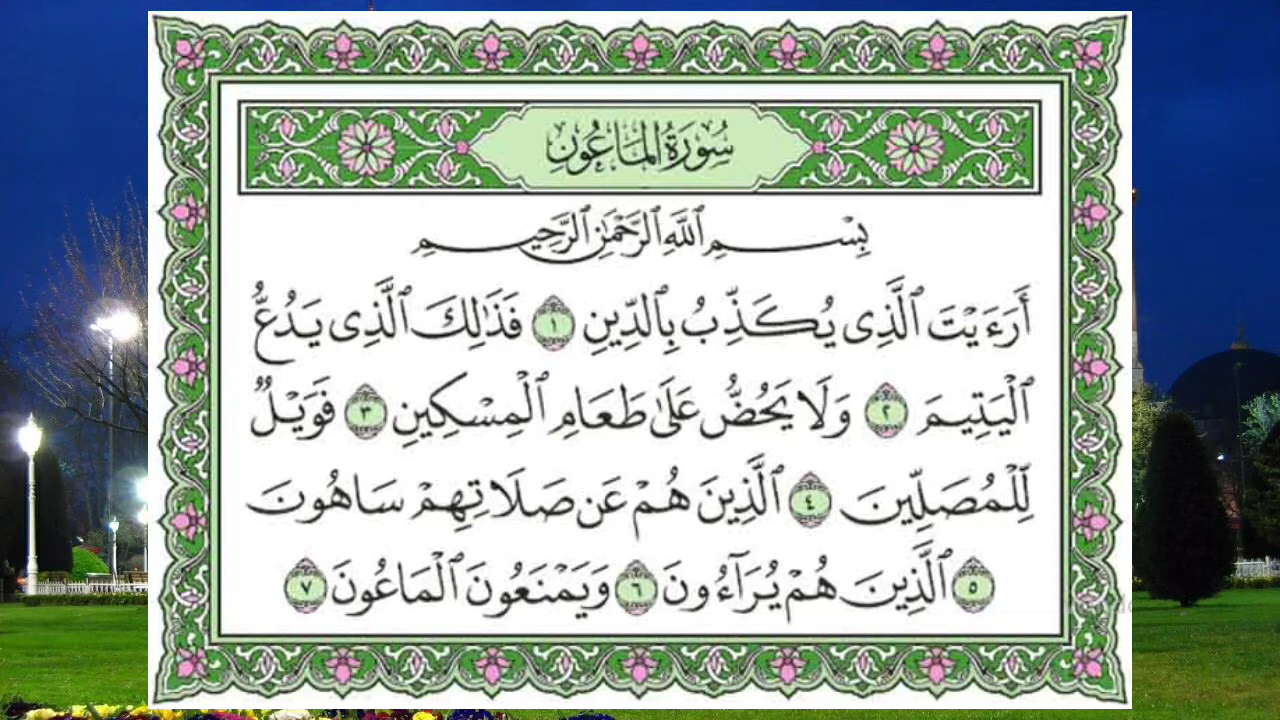 سُورَةُ الْمَاعُونِ
بِسْمِ ٱللَّهِ ٱلرَّحْمَٰنِ ٱلرَّحِيمِ
أَرَءَيْتَ ٱلَّذِى يُكَذِّبُ بِٱلدِّينِ ١ فَذَٰلِكَ ٱلَّذِى يَدُعُّ
ٱلْيَتِيمَ ٢ وَلَا يَحُضُّ عَلَىٰ طَعَامِ ٱلْمِسْكِينِ ٣ فَوَيْلٌ
لِّلْمُصَلِّينَ ٤ ٱلَّذِينَ هُمْ عَن صَلَاتِهِمْ سَاهُونَ
٥ ٱلَّذِينَ هُمْ يُرَآءُونَ ٦ وَيَمْنَعُونَ ٱلْمَاعُونَ ٧